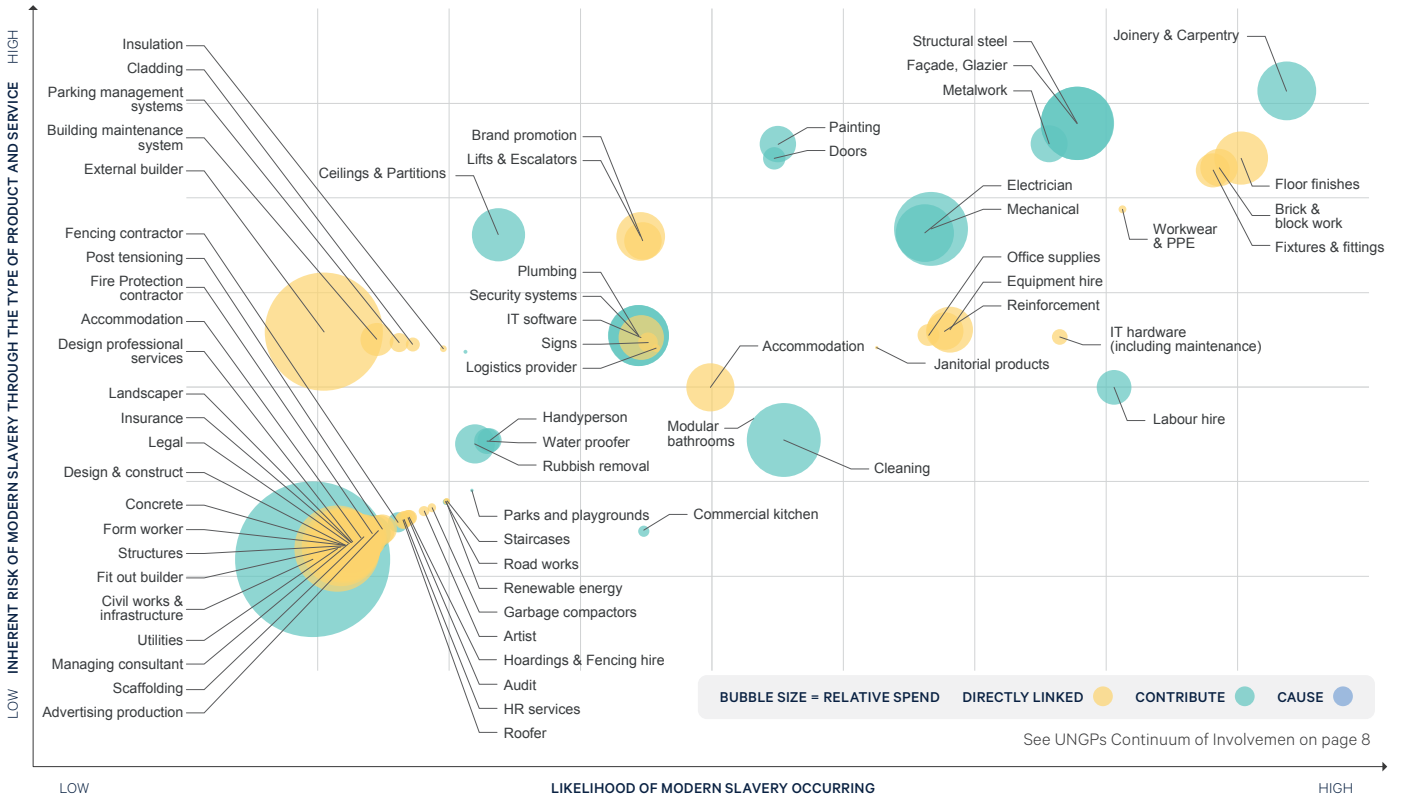 HIGH
INHERENT RISK OF MODERN SLAVERY THROUGH THE TYPE OF PRODUCT AND SERVICE
LOW
Insulation
Cladding
Parking management
systems
Building maintenance
system
External builder
Fencing contractor
Post tensioning
Fire Protection
contractor
Accommodation
Design professional
services
Landscaper
Insurance
Legal
Design & construct
Concrete
Form worker
Structures
Fit out builder
Civil works &
infrastructure
Utilities
Managing consultant
Scaffolding
Advertising production
Ceilings & Partitions
Brand promotion
Lifts & Escalators
Plumbing
Security systems
IT software
Signs
Logistics provider
Handyperson
Water proofer
Rubbish removal
Parks and playgrounds
Staircases
Road works
Renewable energy
Garbage compactors
Artist
Hoardings & Fencing hire
Audit
HR services
Roofer
Painting
Doors
Accommodation
Modular
bathrooms
Cleaning
Commercial kitchen
Structural steel
Façade, Glazier
Metalwork
Joinery & Carpentry
Electrician
Mechanical
Office supplies
Equipment hire
Reinforcement
Janitorial products
Floor finishes
Brick &
block work
Fixtures & fittings
Workwear
& PPE
IT hardware
(including maintenance)
Labour hire
BUBBLE SIZE = RELATIVE SPEND DIRECTLY LINKED CONTRIBUTE CAUSE
See UNGPs Continuum of Involvemen on page 8
LOW LIKELIHOOD OF MODERN SLAVERY OCCURRING HIGH